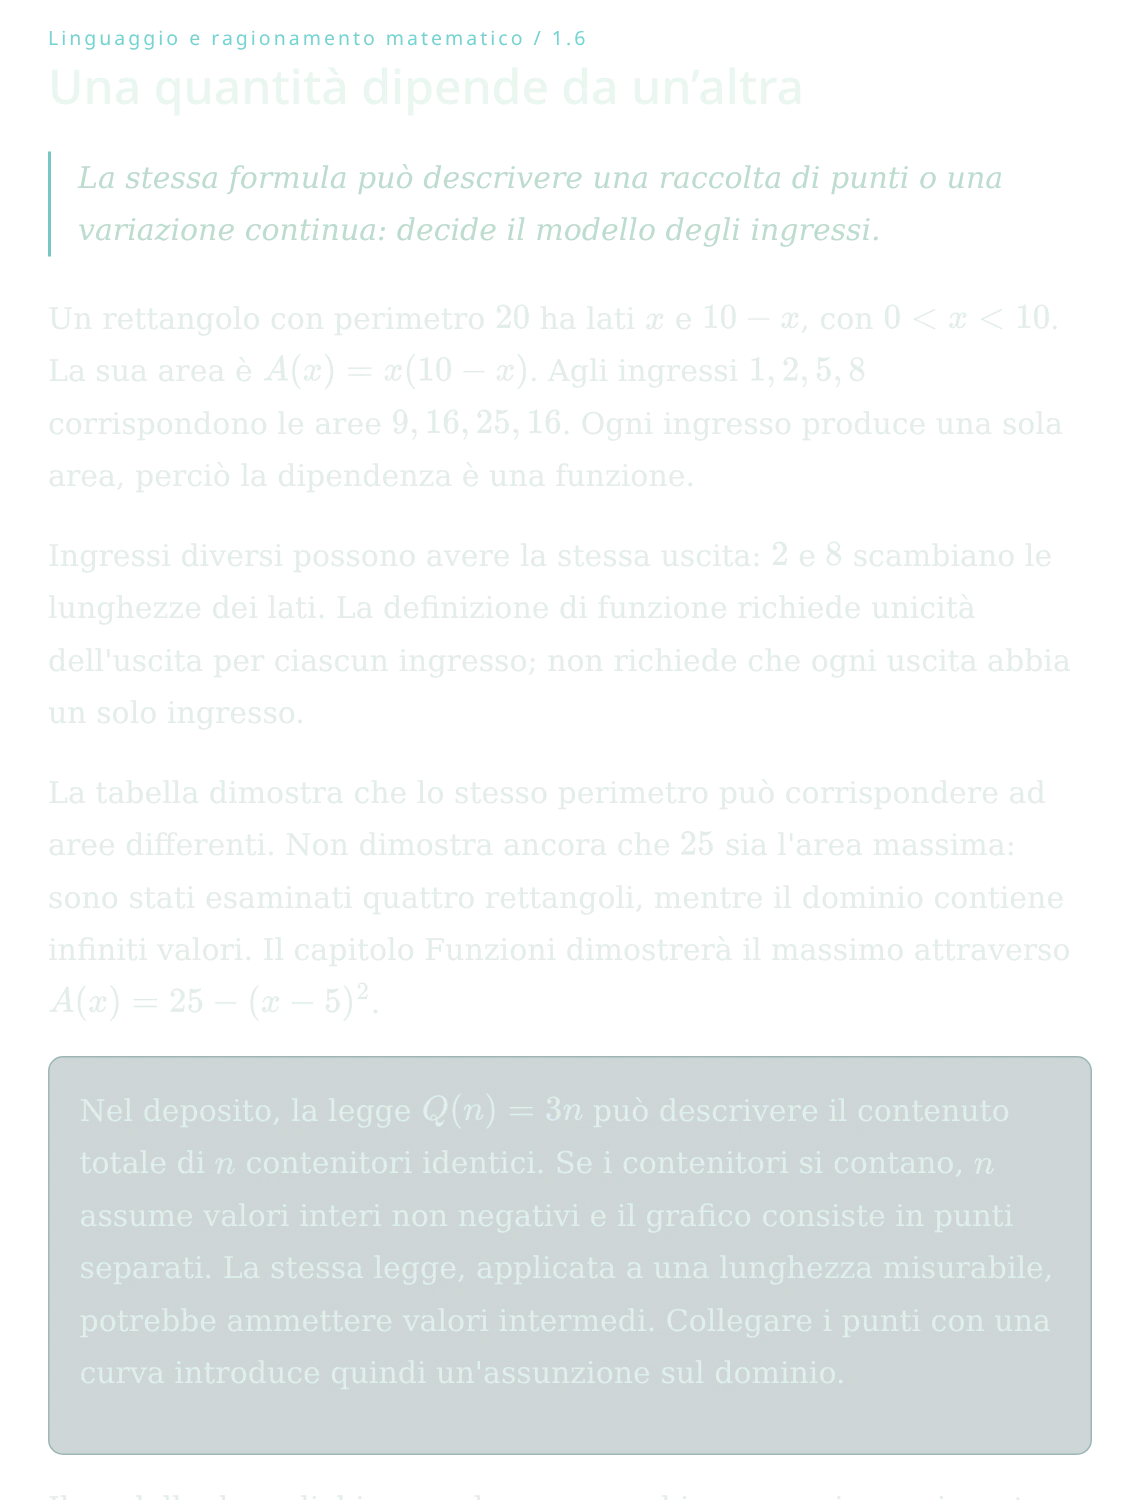 Linguaggio e ragionamento matematico / 1.6
Una quantità dipende da un’altra
La stessa formula può descrivere una raccolta di punti o una
variazione continua: decide il modello degli ingressi.
Un rettangolo con perimetro 20 ha lati x e 10 − x, con 0 < x < 10.
La sua area è A(x) = x(10 − x). Agli ingressi 1, 2, 5, 8
corrispondono le aree 9, 16, 25, 16. Ogni ingresso produce una sola
area, perciò la dipendenza è una funzione.
Ingressi diversi possono avere la stessa uscita: 2 e 8 scambiano le
lunghezze dei lati. La definizione di funzione richiede unicità
dell'uscita per ciascun ingresso; non richiede che ogni uscita abbia
un solo ingresso.
La tabella dimostra che lo stesso perimetro può corrispondere ad
aree differenti. Non dimostra ancora che 25 sia l'area massima:
sono stati esaminati quattro rettangoli, mentre il dominio contiene
infiniti valori. Il capitolo Funzioni dimostrerà il massimo attraverso
A(x) = 25 − (x − 5)².
Nel deposito, la legge Q(n) = 3n può descrivere il contenuto
totale di n contenitori identici. Se i contenitori si contano, n
assume valori interi non negativi e il grafico consiste in punti
separati. La stessa legge, applicata a una lunghezza misurabile,
potrebbe ammettere valori intermedi. Collegare i punti con una
curva introduce quindi un'assunzione sul dominio.